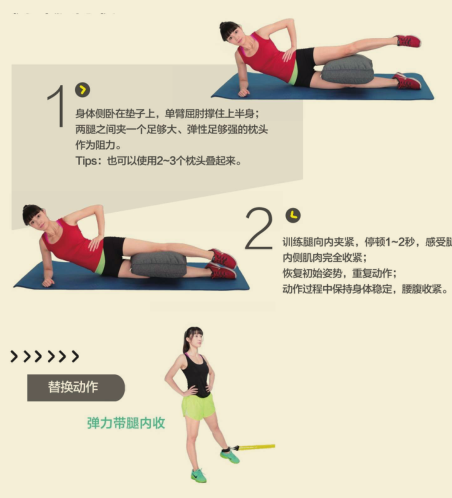 1
身体侧卧在垫子上，单臂屈肘撑住上半身；
两腿之间夹一个足够大、弹性足够强的枕头
作为阻力。
Tips：也可以使用2~3个枕头叠起来。
2
训练腿向内夹紧，停顿1~2秒，感受腿
内侧肌肉完全收紧；
恢复初始姿势，重复动作；
动作过程中保持身体稳定，腰腹收紧。
替换动作
弹力带腿内收